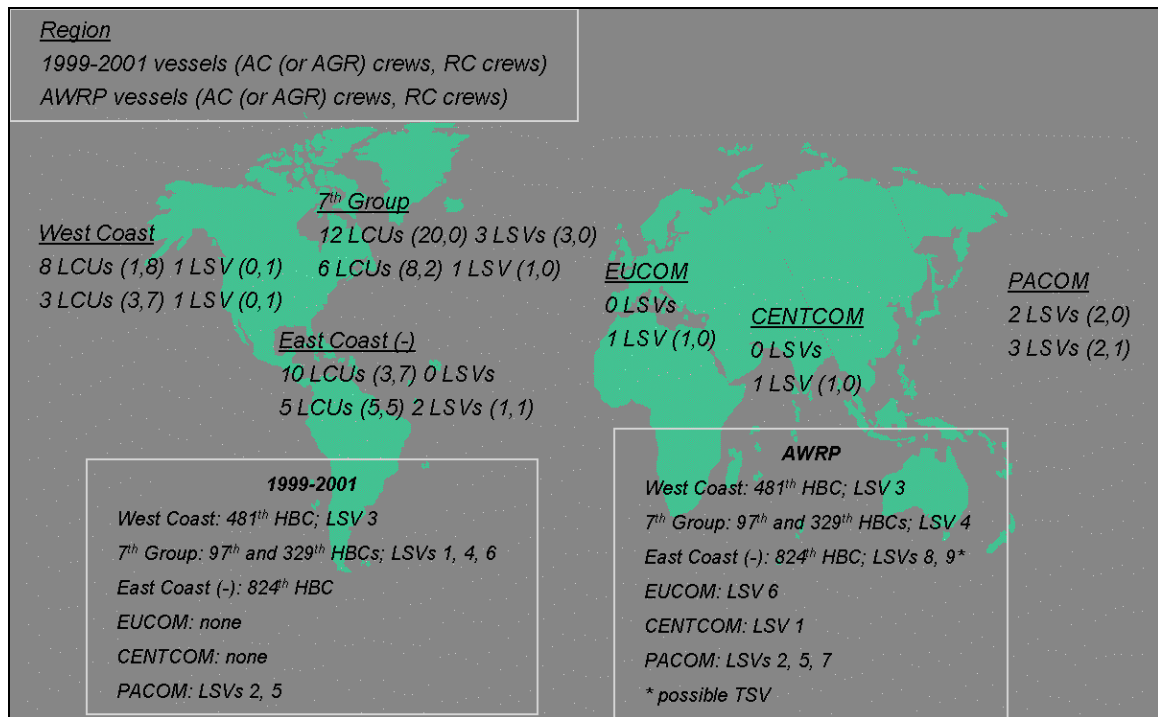 Region
1999-2001 vessels (AC (or AGR) crews, RC crews)
AWRP vessels (AC (or AGR) crews, RC crews)
7th Group
12 LCUs (20,0) 3 LSVs (3,0)
6 LCUs (8,2) 1 LSV (1,0)
West Coast
8 LCUs (1,8) 1 LSV (0,1)
3 LCUs (3,7) 1 LSV (0,1)
EUCOM
0 LSVs
1 LSV (1,0)
CENTCOM
0 LSVs
1 LSV (1,0)
PACOM
2 LSVs (2,0)
3 LSVs (2,1)
East Coast (-)
10 LCUs (3,7) 0 LSVs
5 LCUs (5,5) 2 LSVs (1,1)
1999-2001
West Coast: 481th HBC; LSV 3
7th Group: 97th and 329th HBCs; LSVs 1, 4, 6
East Coast (-): 824th HBC
EUCOM: none
CENTCOM: none
PACOM: LSVs 2, 5
AWRP
West Coast: 481th HBC; LSV 3
7th Group: 97th and 329th HBCs; LSV 4
East Coast (-): 824th HBC; LSVs 8, 9*
EUCOM: LSV 6
CENTCOM: LSV 1
PACOM: LSVs 2, 5, 7
* possible TSV